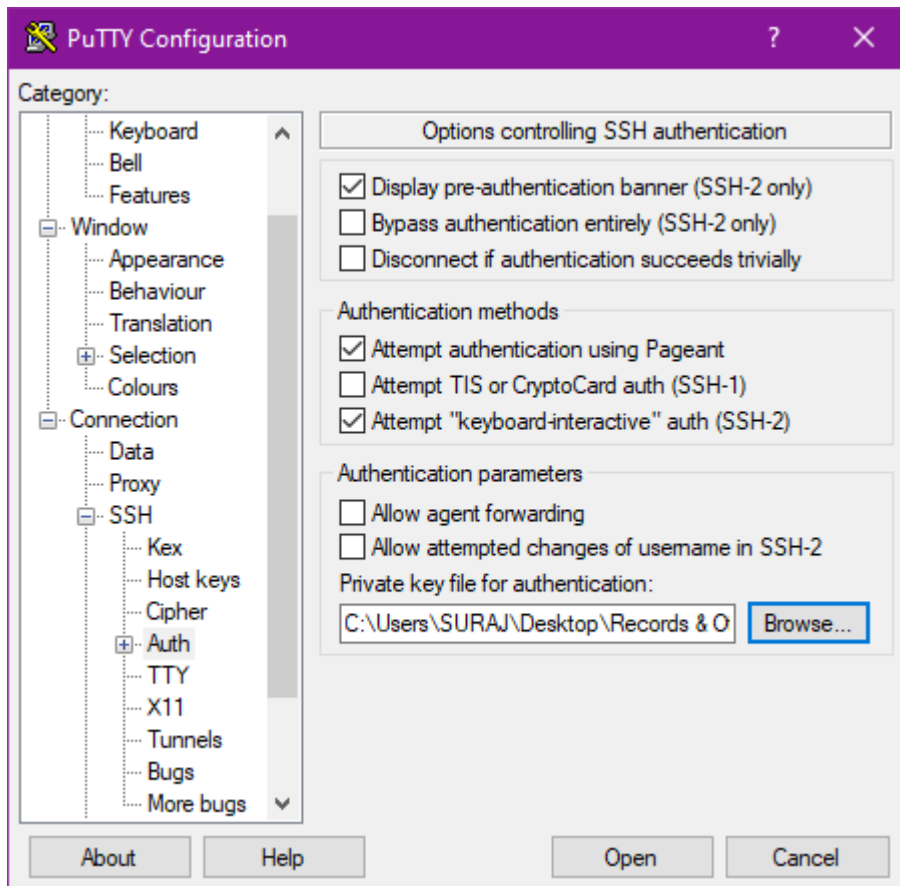 PuTTY Configuration
?
Category:
Keyboard
Bell
Features
Window
Appearance
Behaviour
Translation
Selection
Colours
Connection
Data
Proxy
SSH
Kex
Host keys
Cipher
Auth
TTY
X11
Tunnels
Bugs
More bugs
Options controlling SSH authentication
Display pre-authentication banner (SSH-2 only)
Bypass authentication entirely (SSH-2 only)
Disconnect if authentication succeeds trivially
Authentication methods
Attempt authentication using Pageant
Attempt TIS or CryptoCard auth (SSH-1)
Attempt "keyboard-interactive" auth (SSH-2)
Authentication parameters
Allow agent forwarding
Allow attempted changes of username in SSH-2
Private key file for authentication:
C:\Users\SURAJ\Desktop\Records & O
Browse...
About
Help
Open
Cancel